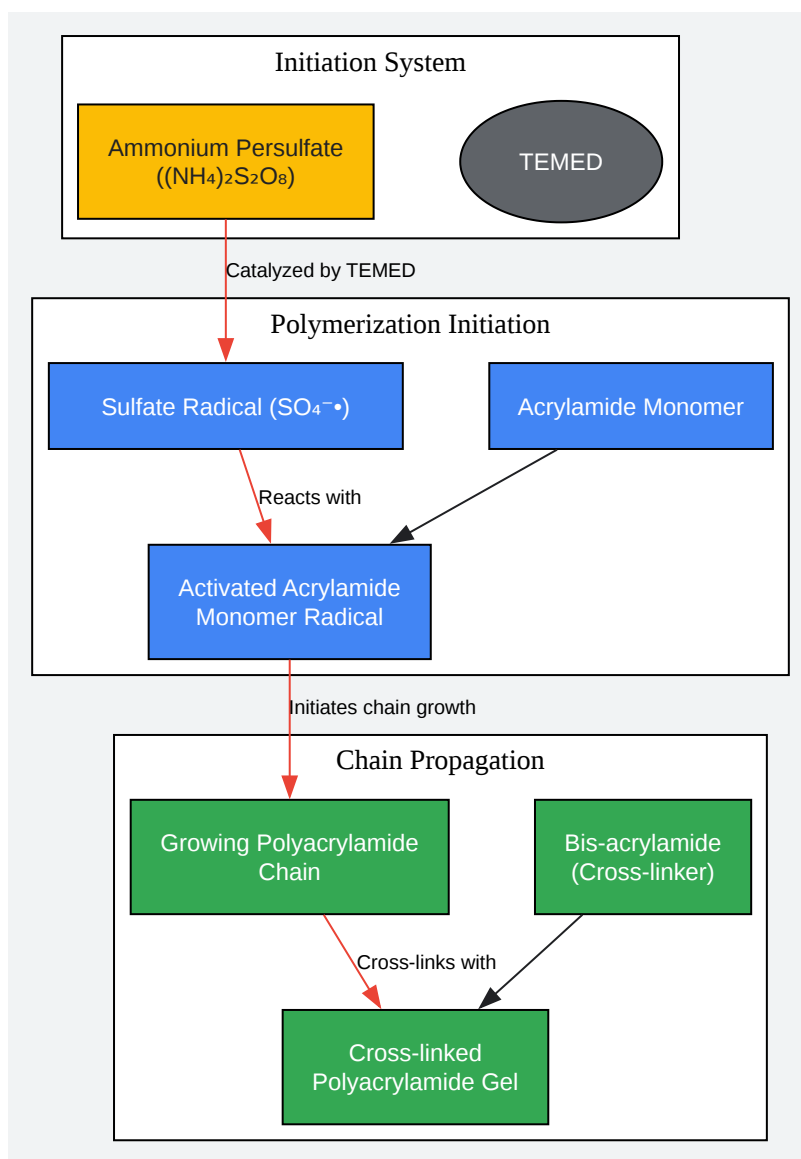 Initiation System
Ammonium Persulfate
((NH₄)₂S₂O₈)
TEMED
Catalyzed by TEMED
Polymerization Initiation
Sulfate Radical (SO₄⁻•)
Acrylamide Monomer
Reacts with
Activated Acrylamide
Monomer Radical
Initiates chain growth
Chain Propagation
Growing Polyacrylamide
Chain
Bis-acrylamide
(Cross-linker)
Cross-links with
Cross-linked
Polyacrylamide Gel